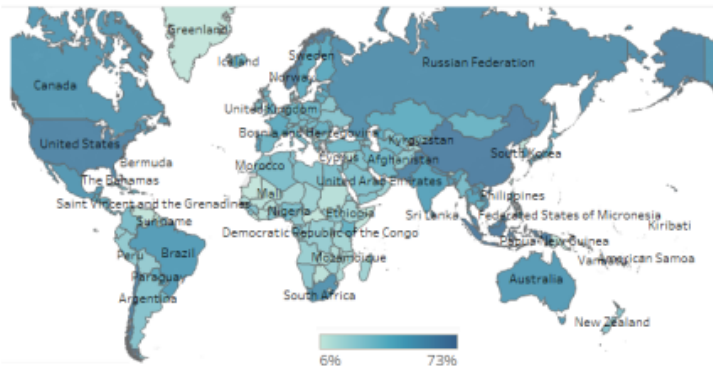 Greenland
Iceland
Sweden
Norway
Canada
Russian Federation
United Kingdom
United States
Bosnia and Herzegovina
Kyrgyzstan
South Korea
Bermuda
Cyprus
Afghanistan
Morocco
The Bahamas
United Arab Emirates
Mali
Saint Vincent and the Grenadines
Nigeria
Ethiopia
Sri Lanka
Philippines
Federated States of Micronesia
Suriname
Kiribati
Democratic Republic of the Congo
Papua New Guinea
Peru
Brazil
Mozambique
American Samoa
Paraguay
Australia
Argentina
South Africa
New Zealand
6%
73%